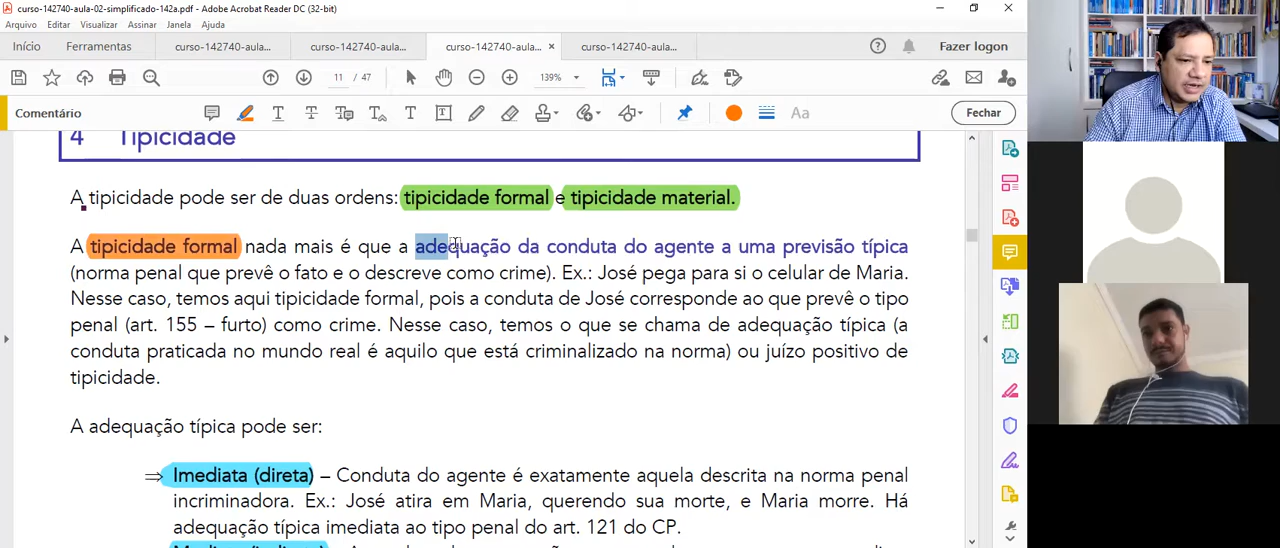 curso-142740-aula-02-simplificado-142a.pdf - Adobe Acrobat Reader DC (32-bit)
Arquivo Editar Visualizar Assinar Janela Ajuda
Início Ferramentas curso-142740-aula... curso-142740-aula... curso-142740-aula... × curso-142740-aula... Fazer logon
11 / 47 139%
Comentário Aa Fechar
4 Tipicidade
A tipicidade pode ser de duas ordens: tipicidade formal e tipicidade material.
A tipicidade formal nada mais é que a adequação da conduta do agente a uma previsão típica
(norma penal que prevê o fato e o descreve como crime). Ex.: José pega para si o celular de Maria.
Nesse caso, temos aqui tipicidade formal, pois a conduta de José corresponde ao que prevê o tipo
penal (art. 155 – furto) como crime. Nesse caso, temos o que se chama de adequação típica (a
conduta praticada no mundo real é aquilo que está criminalizado na norma) ou juízo positivo de
tipicidade.
A adequação típica pode ser:
⇒ Imediata (direta) – Conduta do agente é exatamente aquela descrita na norma penal
incriminadora. Ex.: José atira em Maria, querendo sua morte, e Maria morre. Há
adequação típica imediata ao tipo penal do art. 121 do CP.